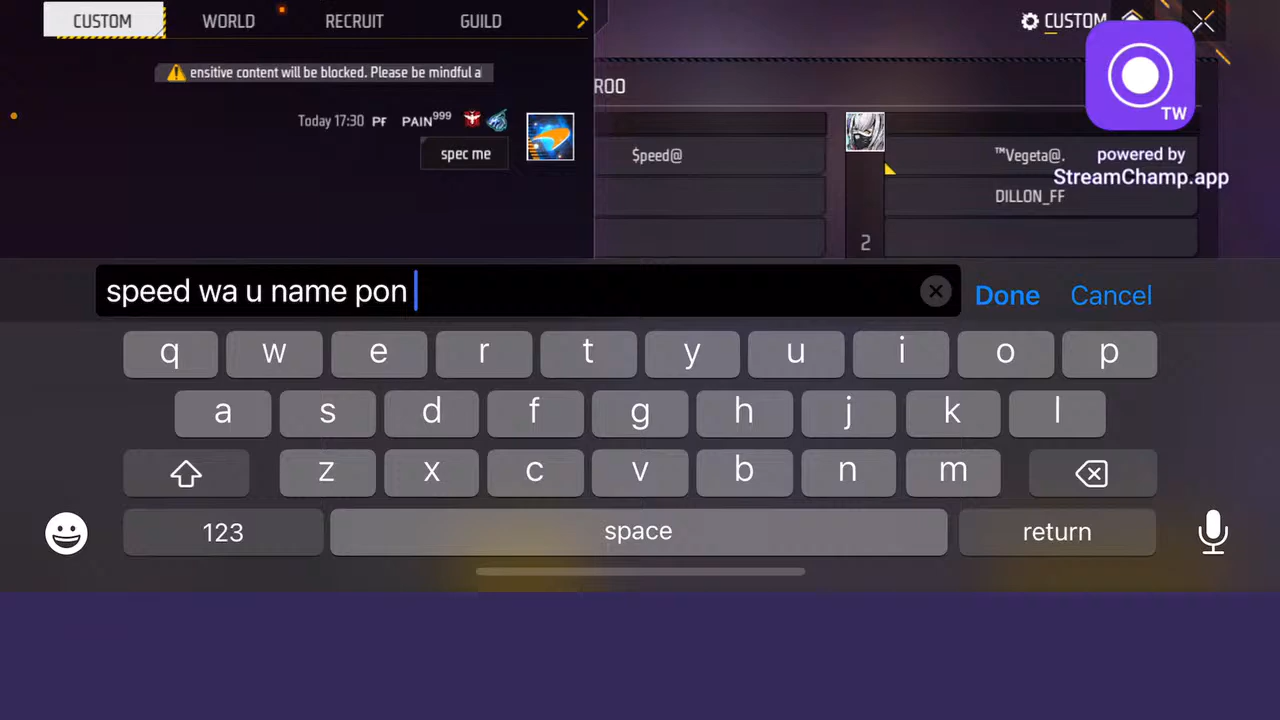 CUSTOM WORLD RECRUIT GUILD
CUSTOM
ensitive content will be blocked. Please be mindful a
ROO
TW
Today 17:30 PF PAIN999
spec me
$peed@
™Vegeta@.
powered by
StreamChamp.app
DILLON_FF
2
speed wa u name pon
Done Cancel
q w e r t y u i o p
a s d f g h j k l
z x c v b n m
123 space return